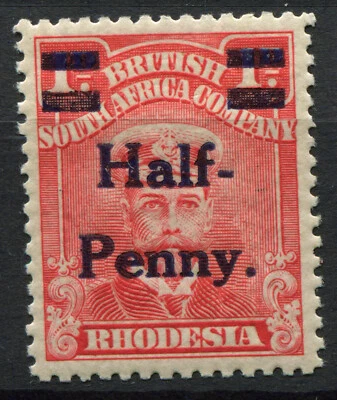 1d. BRITISH 1d.
SOUTH AFRICA COMPANY
Half-
Penny.
RHODESIA